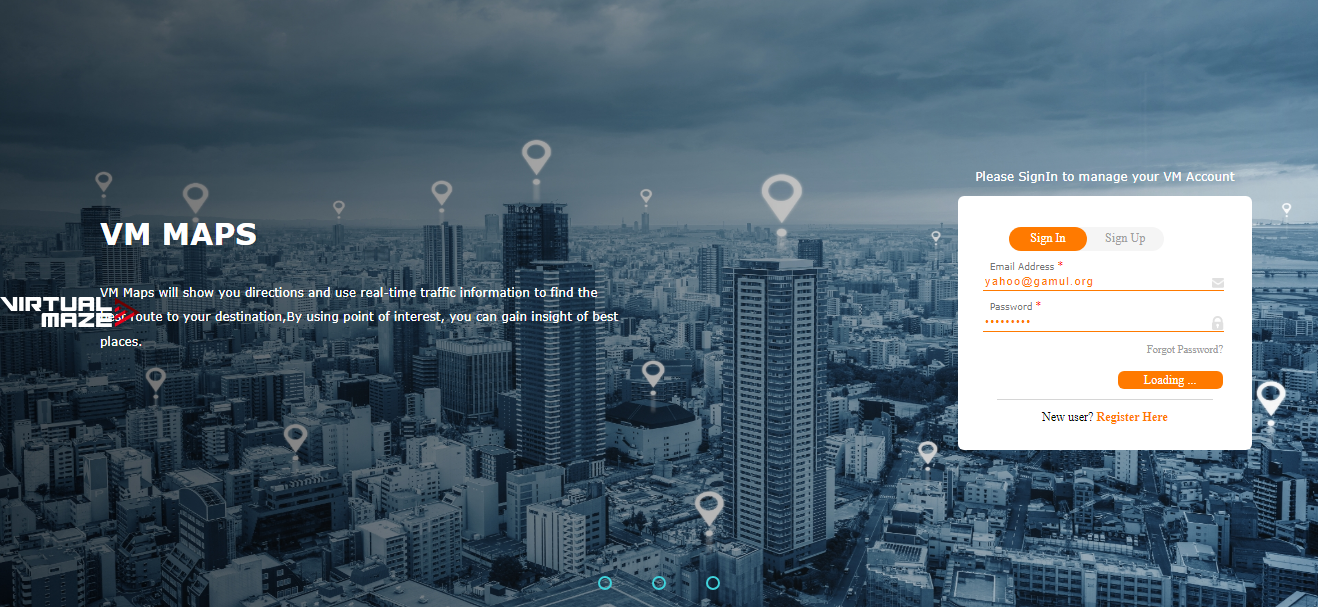 Please SignIn to manage your VM Account
VM MAPS
Sign In Sign Up
Email Address *
yahoo@gamul.org
VM Maps will show you directions and use real-time traffic information to find the
VIRTUAL
MAZE
best route to your destination,By using point of interest, you can gain insight of best
places.
Password *
•••••••••
Forgot Password?
Loading ...
New user? Register Here